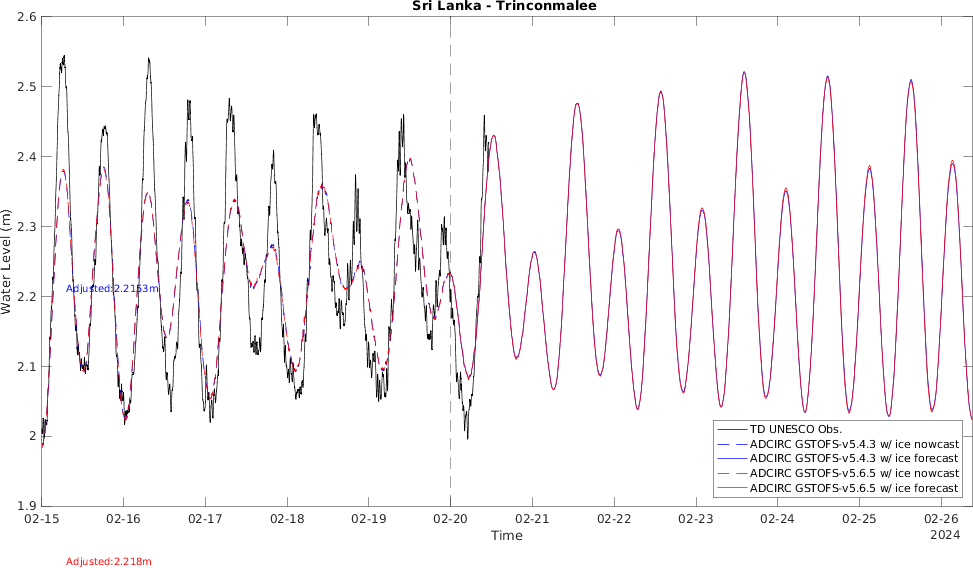 Sri Lanka - Trinconmalee
2.6
2.5
2.4
2.3
2.2
2.1
2
1.9
Water Level (m)
Adjusted:2.2153m
TD UNESCO Obs.
ADCIRC GSTOFS-v5.4.3 w/ ice nowcast
ADCIRC GSTOFS-v5.4.3 w/ ice forecast
ADCIRC GSTOFS-v5.6.5 w/ ice nowcast
ADCIRC GSTOFS-v5.6.5 w/ ice forecast
02-15 02-16 02-17 02-18 02-19 02-20 02-21 02-22 02-23 02-24 02-25 02-26
Time
2024
Adjusted:2.218m